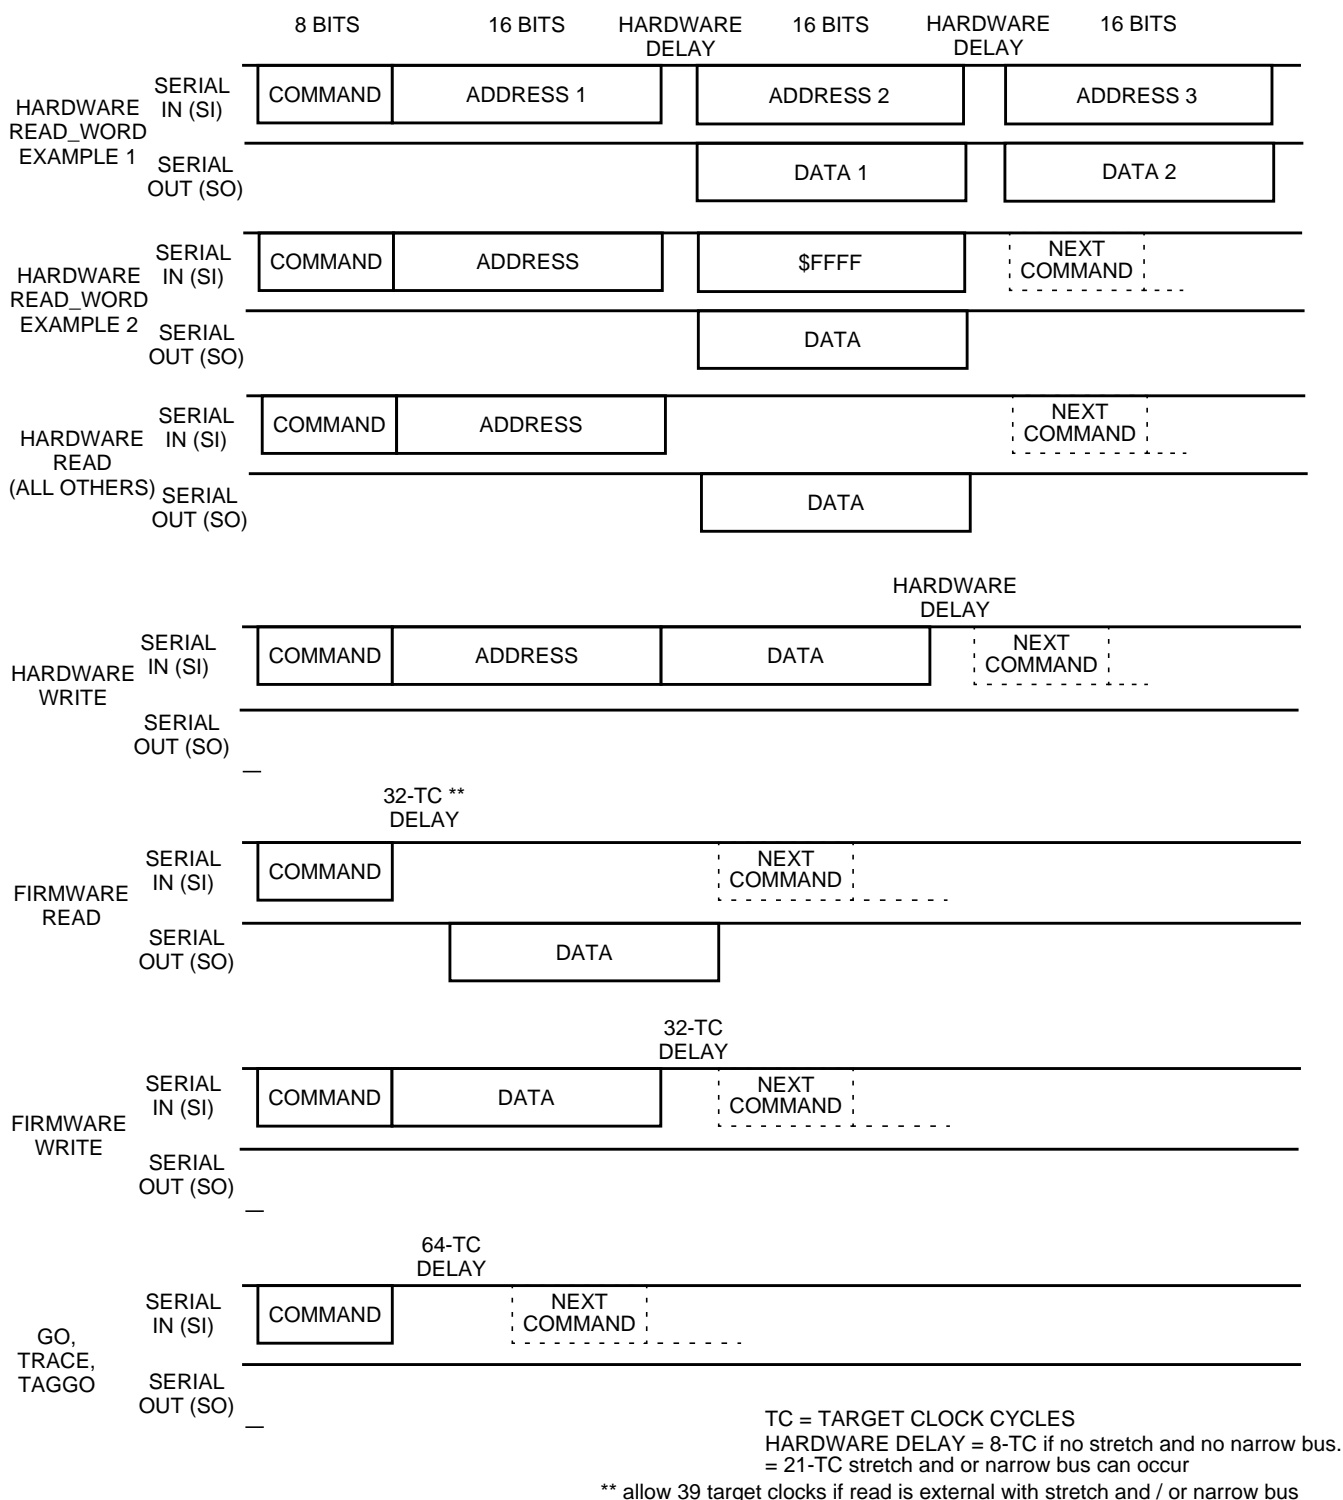 8 BITS
16 BITS
HARDWARE
DELAY
16 BITS
HARDWARE
DELAY
16 BITS
HARDWARE
READ_WORD
EXAMPLE 1
SERIAL
IN (SI)
COMMAND
ADDRESS 1
ADDRESS 2
ADDRESS 3
SERIAL
OUT (SO)
DATA 1
DATA 2
HARDWARE
READ_WORD
EXAMPLE 2
SERIAL
IN (SI)
COMMAND
ADDRESS
$FFFF
NEXT
COMMAND
SERIAL
OUT (SO)
DATA
HARDWARE
READ
(ALL OTHERS)
SERIAL
IN (SI)
COMMAND
ADDRESS
NEXT
COMMAND
SERIAL
OUT (SO)
DATA
HARDWARE
DELAY
HARDWARE
WRITE
SERIAL
IN (SI)
COMMAND
ADDRESS
DATA
NEXT
COMMAND
SERIAL
OUT (SO)
32-TC **
DELAY
FIRMWARE
READ
SERIAL
IN (SI)
COMMAND
NEXT
COMMAND
SERIAL
OUT (SO)
DATA
32-TC
DELAY
FIRMWARE
WRITE
SERIAL
IN (SI)
COMMAND
DATA
NEXT
COMMAND
SERIAL
OUT (SO)
64-TC
DELAY
GO,
TRACE,
TAGGO
SERIAL
IN (SI)
COMMAND
NEXT
COMMAND
SERIAL
OUT (SO)
TC = TARGET CLOCK CYCLES
HARDWARE DELAY = 8-TC if no stretch and no narrow bus.
= 21-TC stretch and or narrow bus can occur
** allow 39 target clocks if read is external with stretch and / or narrow bus